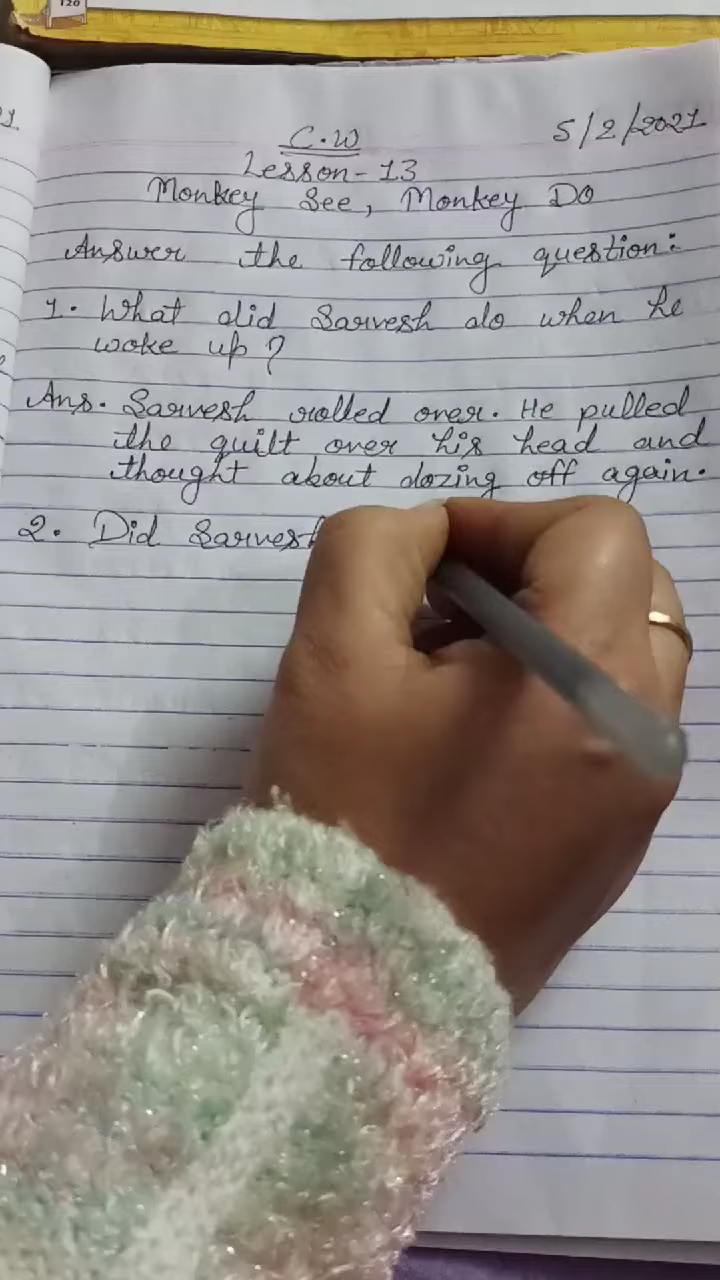 120
C.W
5/2/2021
Lesson-13
Monkey See, Monkey Do
Answer the following question:
1. What did Sarvesh do when he
woke up?
Ans. Sarvesh rolled over. He pulled
the quilt over his head and
thought about dozing off again.
2. Did Sarvesh